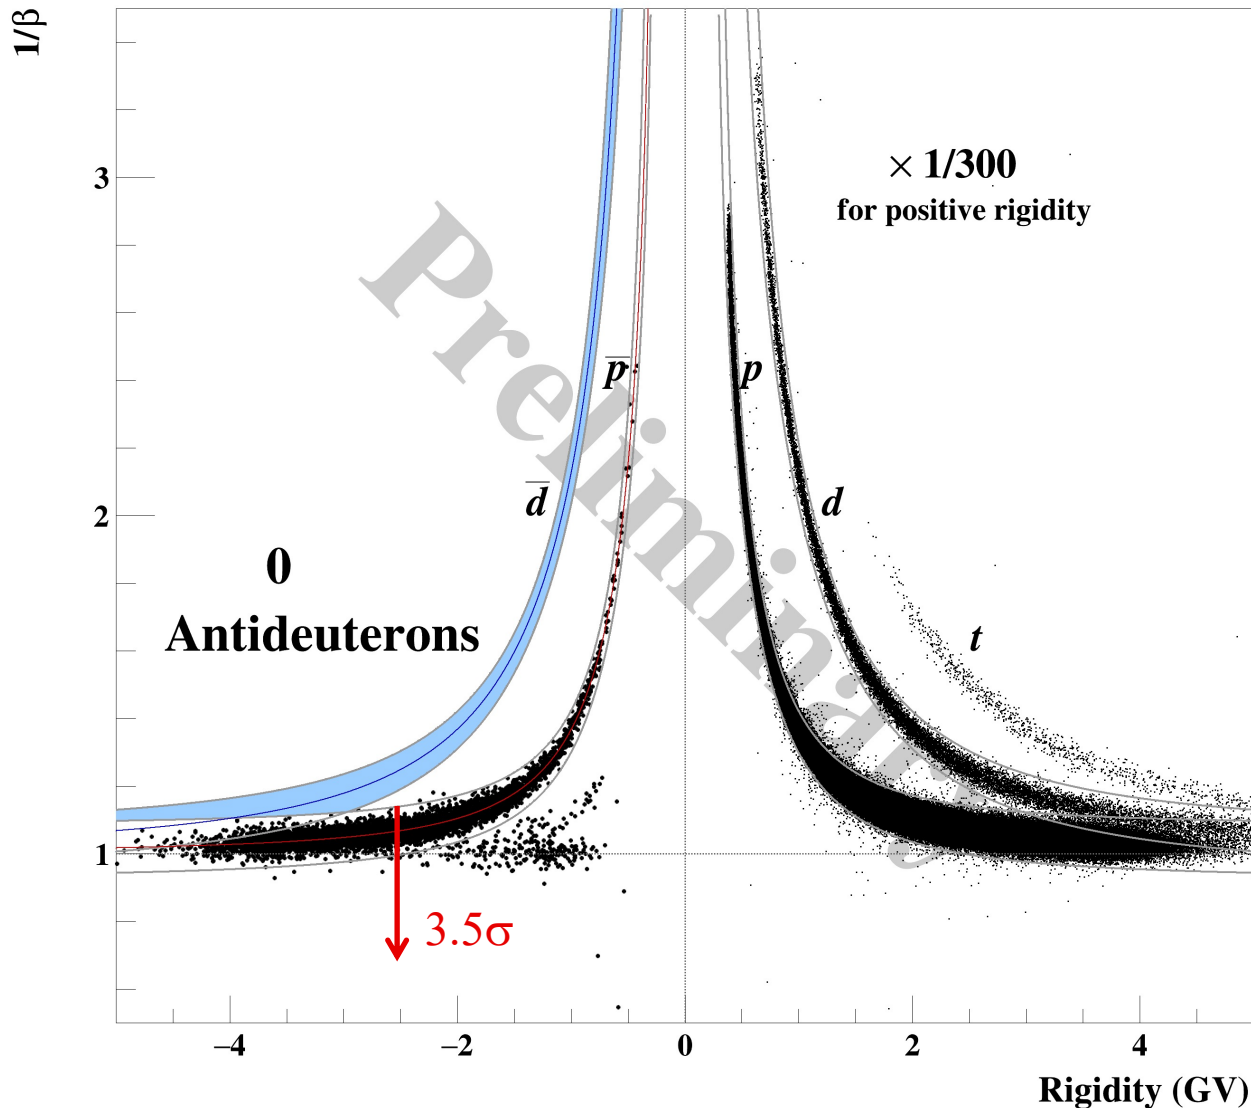 1/β
3
× 1/300
for positive rigidity
Preliminary
p̅
p
d̅
d
2
0
Antideuterons
t
1
3.5σ
−4
−2
0
2
4
Rigidity (GV)